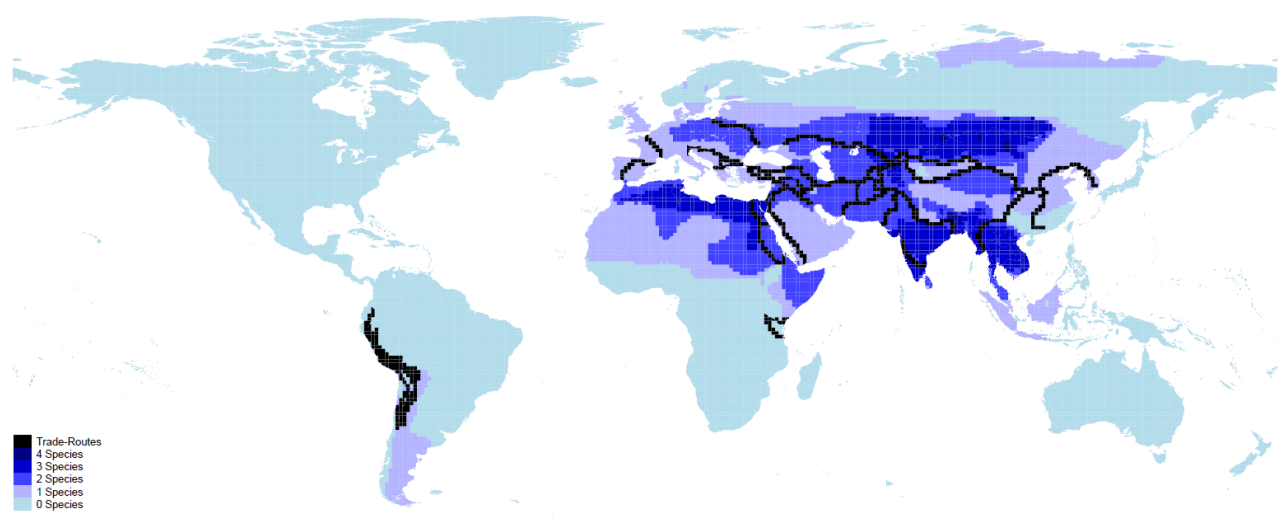 Trade-Routes
4 Species
3 Species
2 Species
1 Species
0 Species